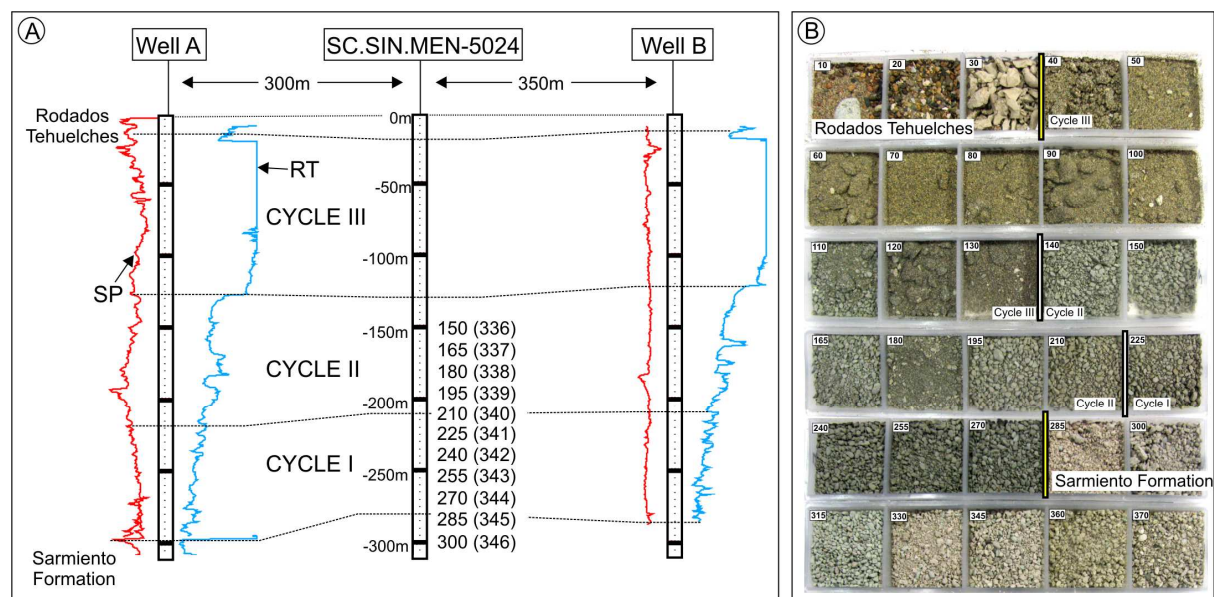 A
Well A
SC.SIN.MEN-5024
Well B
300m
350m
Rodados
Tehuelches
0m
RT
-50m
CYCLE III
SP
-100m
-150m
CYCLE II
-200m
CYCLE I
-250m
-300m
150 (336)
165 (337)
180 (338)
195 (339)
210 (340)
225 (341)
240 (342)
255 (343)
270 (344)
285 (345)
300 (346)
Sarmiento
Formation
B
10 20 30 40 50
Rodados Tehuelches
Cycle III
60 70 80 90 100
110 120 130 140 150
Cycle III Cycle II
165 180 195 210 225
Cycle II Cycle I
240 255 270 285 300
Sarmiento Formation
315 330 345 360 370